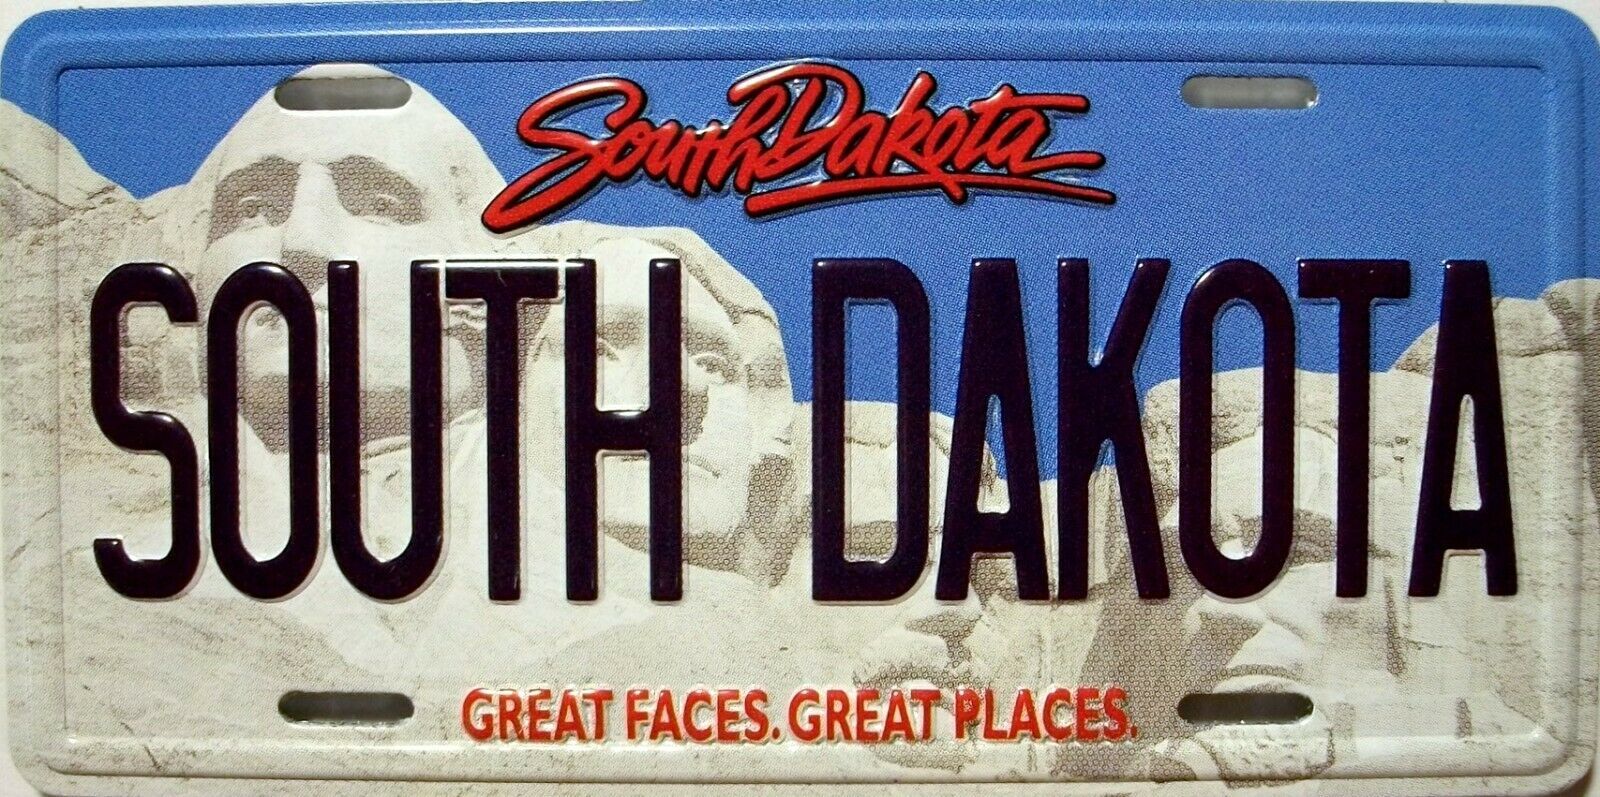 South Dakota
SOUTH DAKOTA
GREAT FACES. GREAT PLACES.